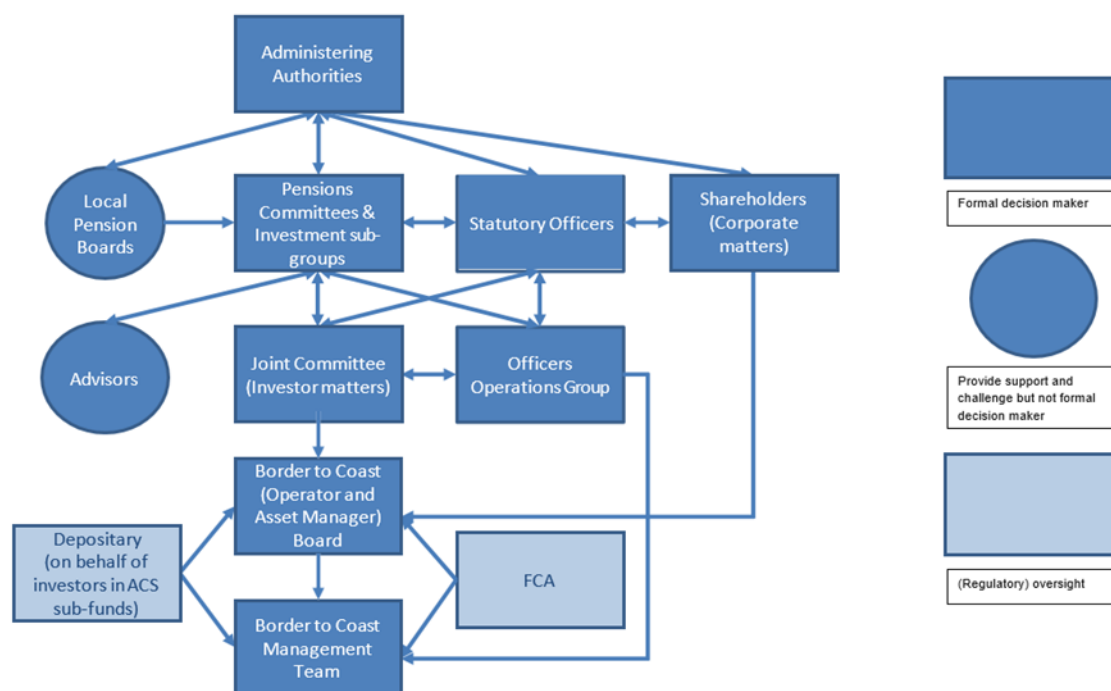 Administering
Authorities
Local
Pension
Boards
Pensions
Committees &
Investment sub-
groups
Statutory Officers
Shareholders
(Corporate
matters)
Formal decision maker
Advisors
Joint Committee
(Investor matters)
Officers
Operations Group
Provide support and
challenge but not formal
decision maker
Border to Coast
(Operator and
Asset Manager)
Board
Depositary
(on behalf of
investors in ACS
sub-funds)
FCA
(Regulatory) oversight
Border to Coast
Management
Team